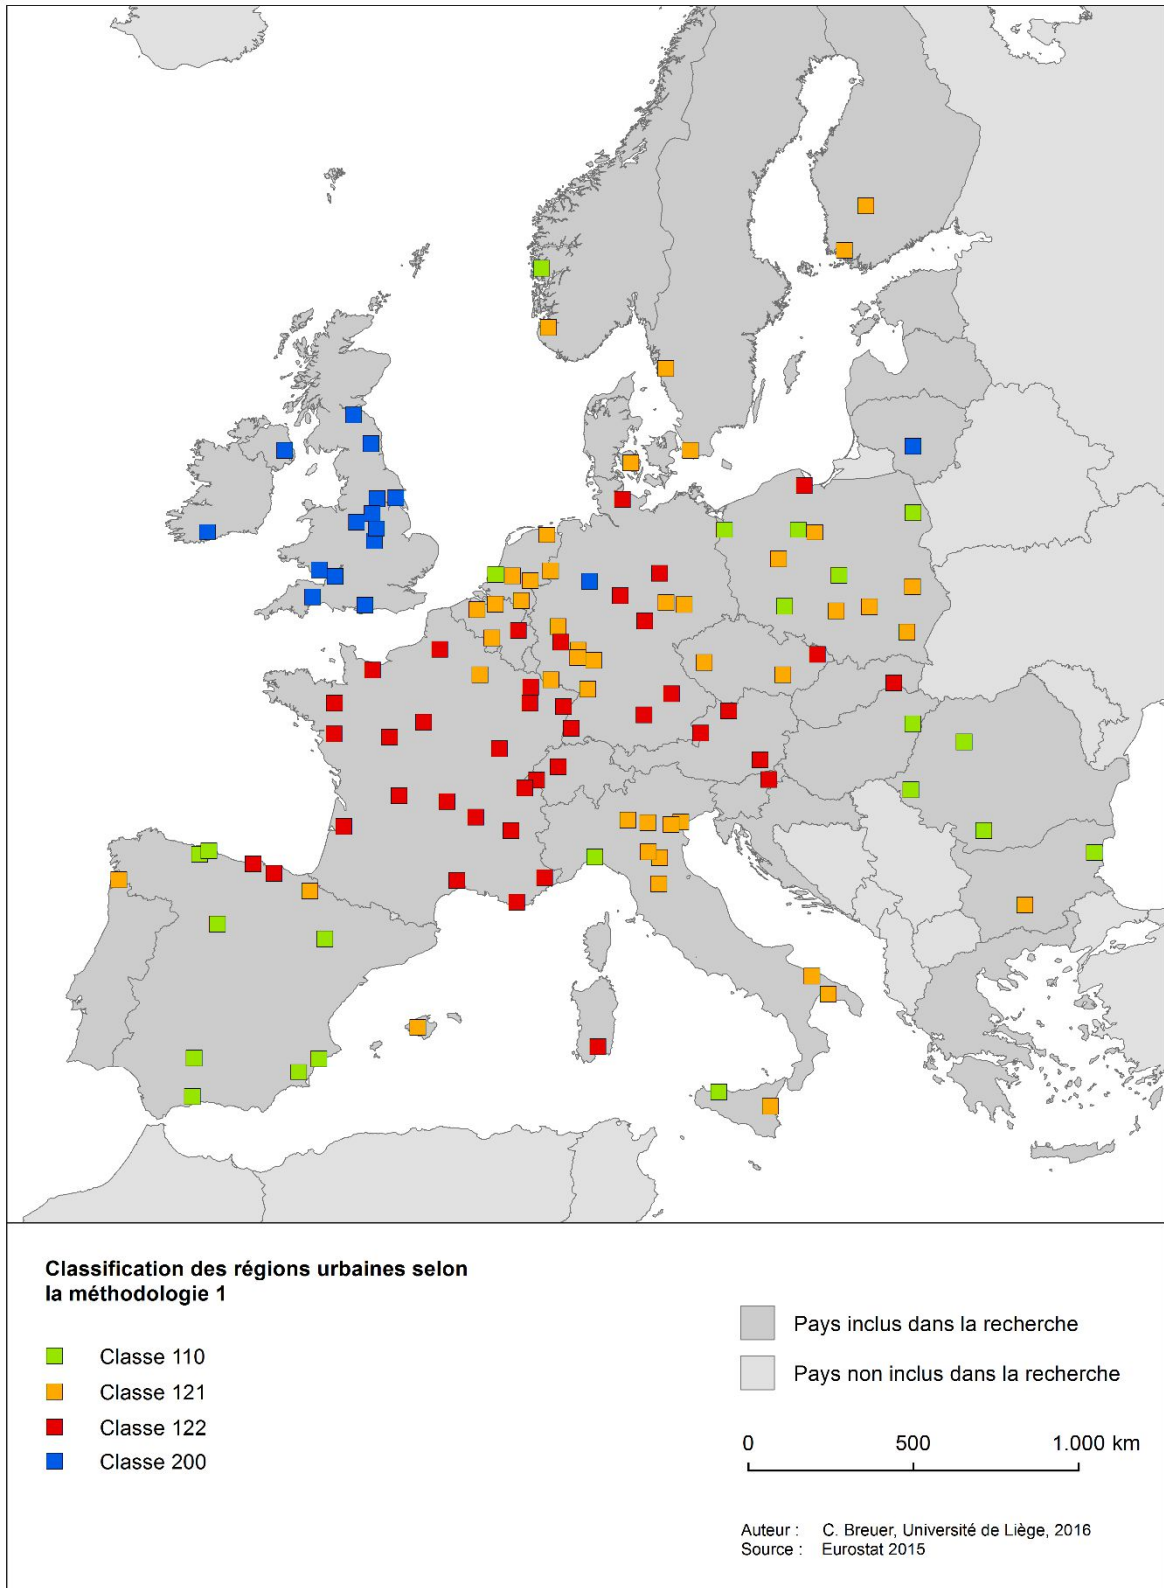 Classification des régions urbaines selon
la méthodologie 1
Classe 110
Classe 121
Classe 122
Classe 200
Pays inclus dans la recherche
Pays non inclus dans la recherche
0 500 1.000 km
Auteur : C. Breuer, Université de Liège, 2016
Source : Eurostat 2015